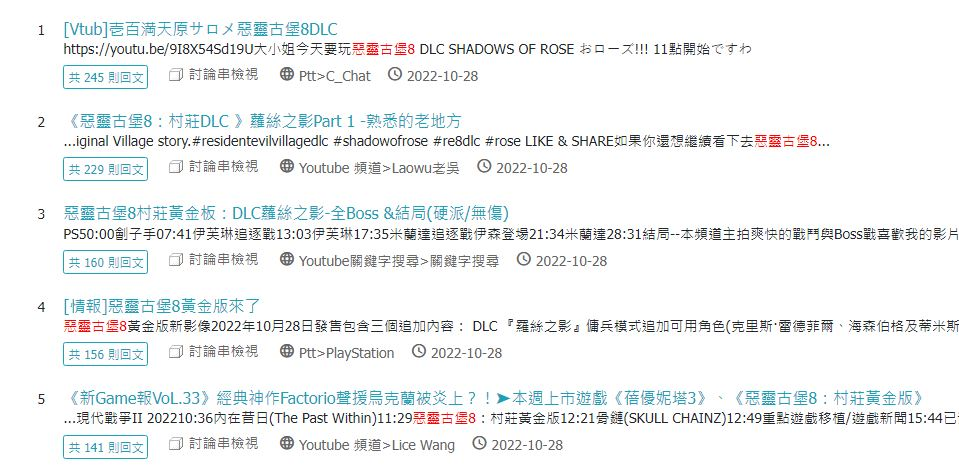 1 [Vtub]壱百満天原サロメ惡靈古堡8DLC
https://youtu.be/9I8X54Sd19U大小姐今天要玩惡靈古堡8 DLC SHADOWS OF ROSE おローズ!!! 11點開始ですわ
共 245 則回文 討論串檢視 Ptt>C_Chat 2022-10-28
2 《惡靈古堡8：村莊DLC 》蘿絲之影Part 1 -熟悉的老地方
...iginal Village story.#residentevilvillagedlc #shadowofrose #re8dlc #rose LIKE & SHARE如果你還想繼續看下去惡靈古堡8...
共 229 則回文 討論串檢視 Youtube 頻道>Laowu老吳 2022-10-28
3 惡靈古堡8村莊黃金板：DLC蘿絲之影-全Boss &結局(硬派/無傷)
PS50:00劊子手07:41伊芙琳追逐戰13:03伊芙琳17:35米蘭達追逐戰伊森登場21:34米蘭達28:31結局--本頻道主拍爽快的戰鬥與Boss戰喜歡我的影片
共 160 則回文 討論串檢視 Youtube關鍵字搜尋>關鍵字搜尋 2022-10-28
4 [情報]惡靈古堡8黃金版來了
惡靈古堡8黃金版新影像2022年10月28日發售包含三個追加內容： DLC 『蘿絲之影』傭兵模式追加可用角色(克里斯·雷德菲爾、海森伯格及蒂米斯
共 156 則回文 討論串檢視 Ptt>PlayStation 2022-10-28
5 《新Game報VoL.33》經典神作Factorio聲援烏克蘭被炎上？！➤本週上市遊戲《蓓優妮塔3》、《惡靈古堡8：村莊黃金版》
...現代戰爭II 202210:36內在昔日(The Past Within)11:29惡靈古堡8：村莊黃金版12:21骨鏈(SKULL CHAINZ)12:49重點遊戲移植/遊戲新聞15:44已
共 141 則回文 討論串檢視 Youtube 頻道>Lice Wang 2022-10-28